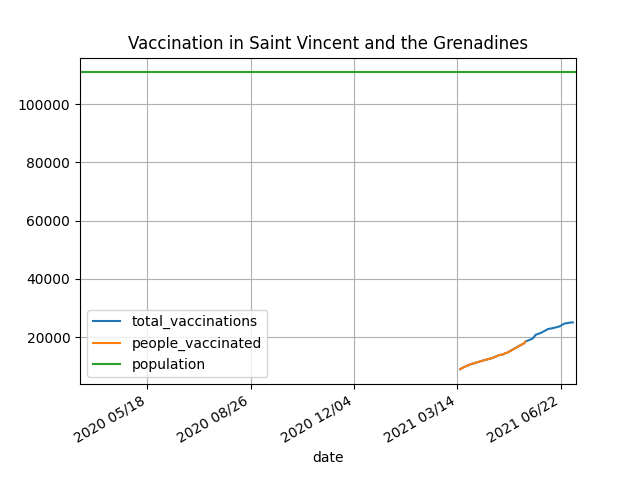 Vaccination in Saint Vincent and the Grenadines
100000
80000
60000
40000
20000
total_vaccinations
people_vaccinated
population
2020 05/18
2020 08/26
2020 12/04
2021 03/14
2021 06/22
date